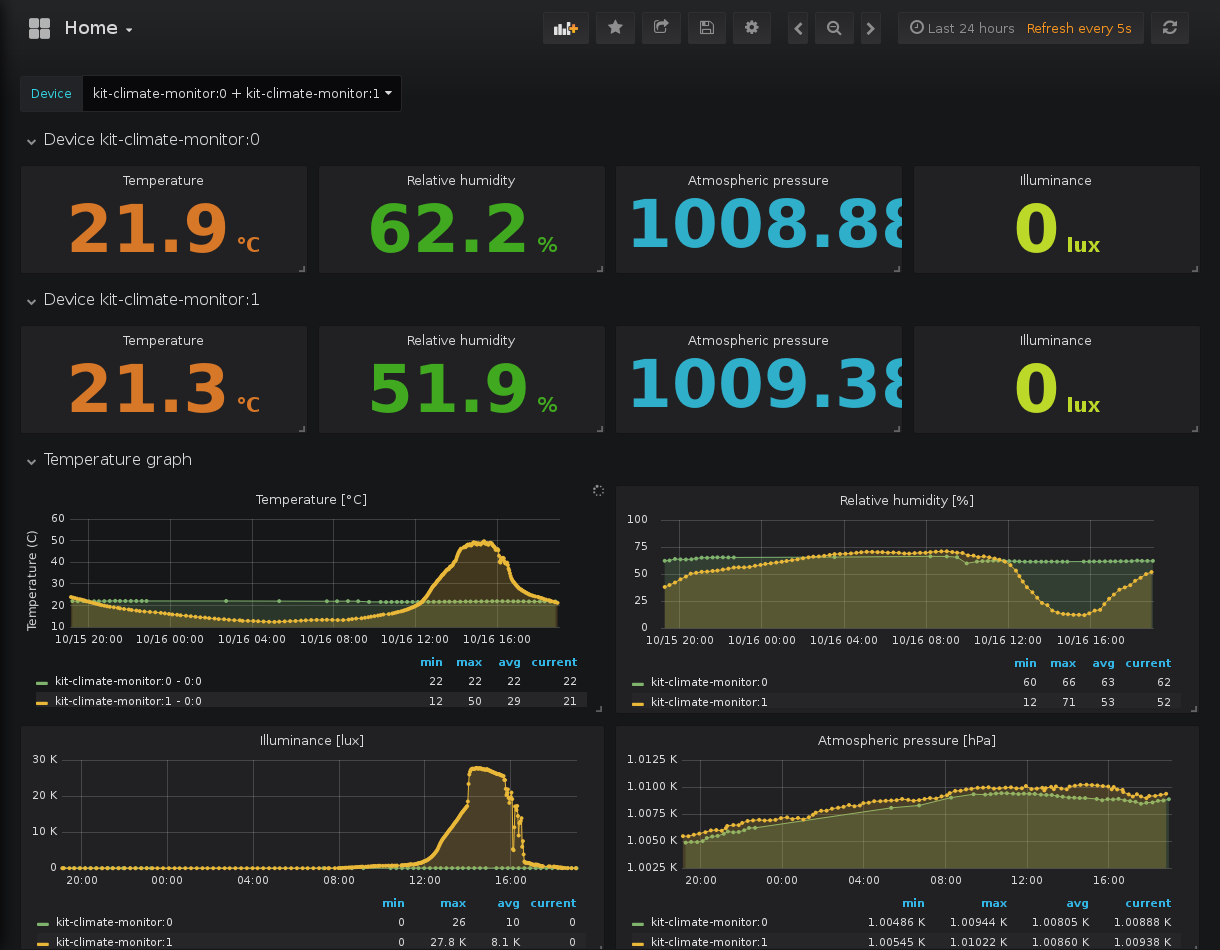 Home
Last 24 hours Refresh every 5s
Device kit-climate-monitor:0 + kit-climate-monitor:1
Device kit-climate-monitor:0
Temperature Relative humidity Atmospheric pressure Illuminance
21.9 °C 62.2 % 1008.88 0 lux
Device kit-climate-monitor:1
Temperature Relative humidity Atmospheric pressure Illuminance
21.3 °C 51.9 % 1009.38 0 lux
Temperature graph
Temperature [°C]
Temperature (C)
60
50
40
30
20
10
10/15 20:00 10/16 00:00 10/16 04:00 10/16 08:00 10/16 12:00 10/16 16:00
min max avg current
kit-climate-monitor:0 - 0:0 22 22 22 22
kit-climate-monitor:1 - 0:0 12 50 29 21
Relative humidity [%]
100
75
50
25
0
10/15 20:00 10/16 00:00 10/16 04:00 10/16 08:00 10/16 12:00 10/16 16:00
min max avg current
kit-climate-monitor:0 60 66 63 62
kit-climate-monitor:1 12 71 53 52
Illuminance [lux]
30 K
20 K
10 K
0
20:00 00:00 04:00 08:00 12:00 16:00
min max avg current
kit-climate-monitor:0 0 26 10 0
kit-climate-monitor:1 0 27.8 K 8.1 K 0
Atmospheric pressure [hPa]
1.0125 K
1.0100 K
1.0075 K
1.0050 K
1.0025 K
20:00 00:00 04:00 08:00 12:00 16:00
min max avg current
kit-climate-monitor:0 1.00486 K 1.00944 K 1.00805 K 1.00888 K
kit-climate-monitor:1 1.00545 K 1.01022 K 1.00860 K 1.00938 K